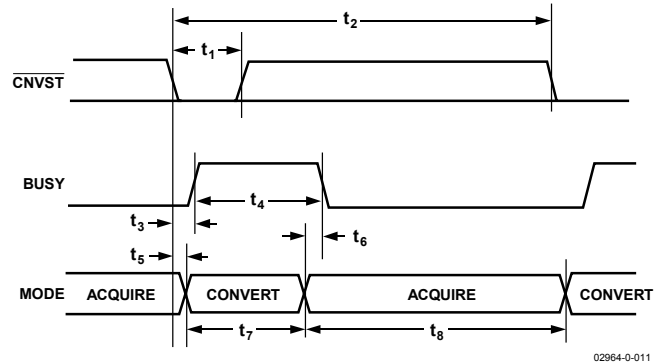 t2
t1
CNVST
BUSY
t4
t3
t6
t5
MODE ACQUIRE CONVERT ACQUIRE CONVERT
t7 t8
02964-0-011